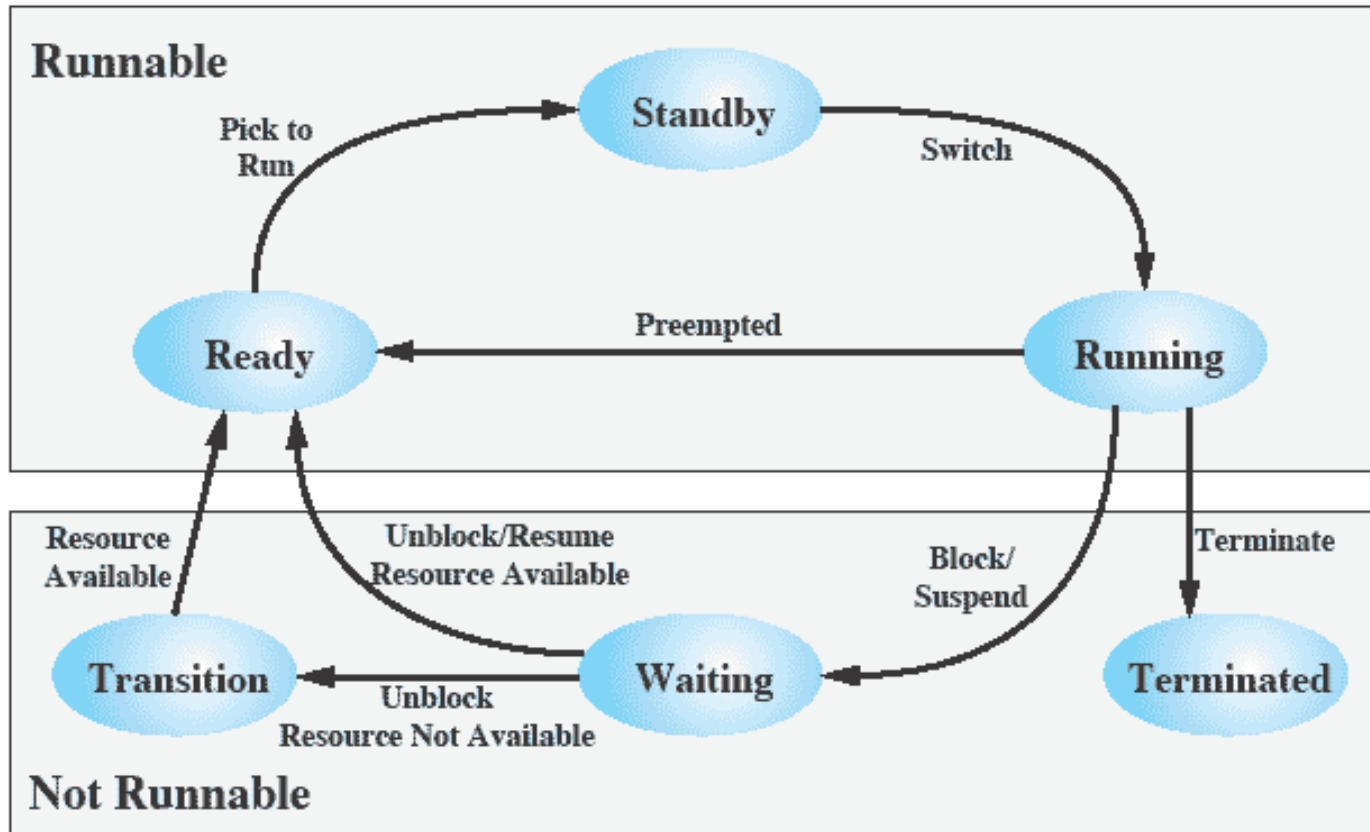 Runnable
Standby
Pick to
Run
Switch
Preempted
Ready
Running
Resource
Available
Unblock/Resume
Resource Available
Block/
Suspend
Terminate
Transition
Waiting
Terminated
Unblock
Resource Not Available
Not Runnable